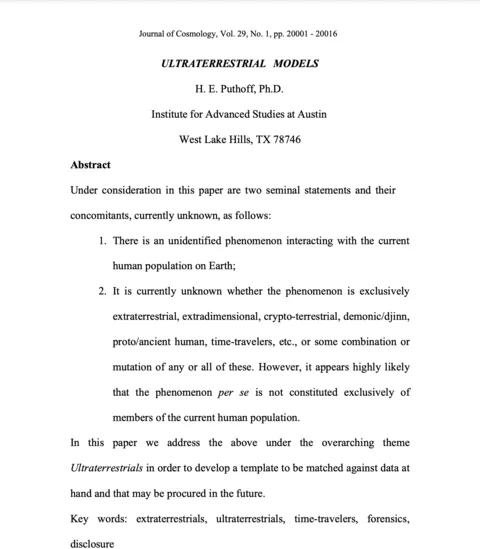 Journal of Cosmology, Vol. 29, No. 1, pp. 20001 - 20016
ULTRATERRESTRIAL MODELS
H. E. Puthoff, Ph.D.
Institute for Advanced Studies at Austin
West Lake Hills, TX 78746
Abstract
Under consideration in this paper are two seminal statements and their
concomitants, currently unknown, as follows:
1. There is an unidentified phenomenon interacting with the current
human population on Earth;
2. It is currently unknown whether the phenomenon is exclusively
extraterrestrial, extradimensional, crypto-terrestrial, demonic/djinn,
proto/ancient human, time-travelers, etc., or some combination or
mutation of any or all of these. However, it appears highly likely
that the phenomenon per se is not constituted exclusively of
members of the current human population.
In this paper we address the above under the overarching theme
Ultraterrestrials in order to develop a template to be matched against data at
hand and that may be procured in the future.
Key words: extraterrestrials, ultraterrestrials, time-travelers, forensics,
disclosure